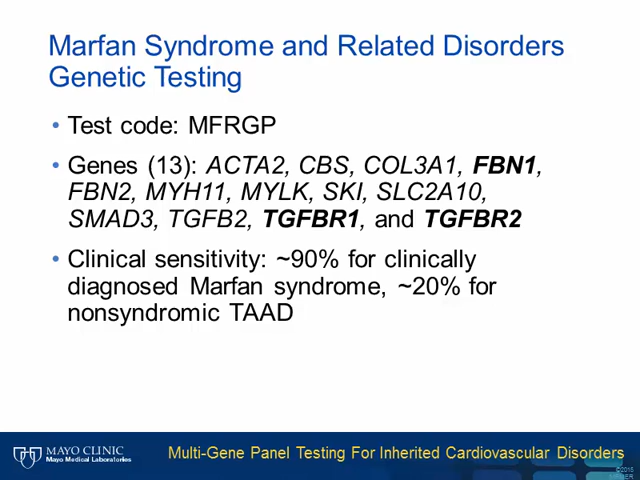 Marfan Syndrome and Related Disorders
Genetic Testing
• Test code: MFRGP
• Genes (13): ACTA2, CBS, COL3A1, FBN1,
FBN2, MYH11, MYLK, SKI, SLC2A10,
SMAD3, TGFB2, TGFBR1, and TGFBR2
• Clinical sensitivity: ~90% for clinically
diagnosed Marfan syndrome, ~20% for
nonsyndromic TAAD
MAYO CLINIC
Mayo Medical Laboratories
Multi-Gene Panel Testing For Inherited Cardiovascular Disorders